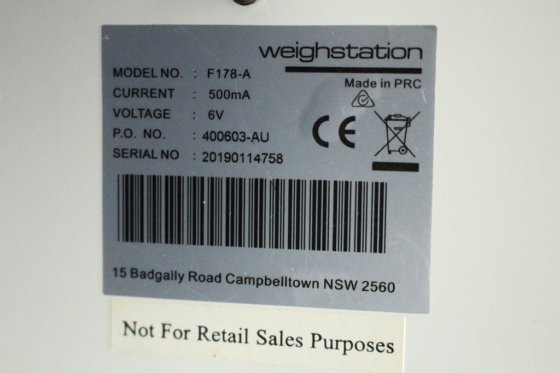 weighstation
Made in PRC
MODEL NO. : F178-A
CURRENT : 500mA
VOLTAGE : 6V
P.O. NO. : 400603-AU
SERIAL NO : 20190114758
CE
15 Badgally Road Campbelltown NSW 2560
Not For Retail Sales Purposes